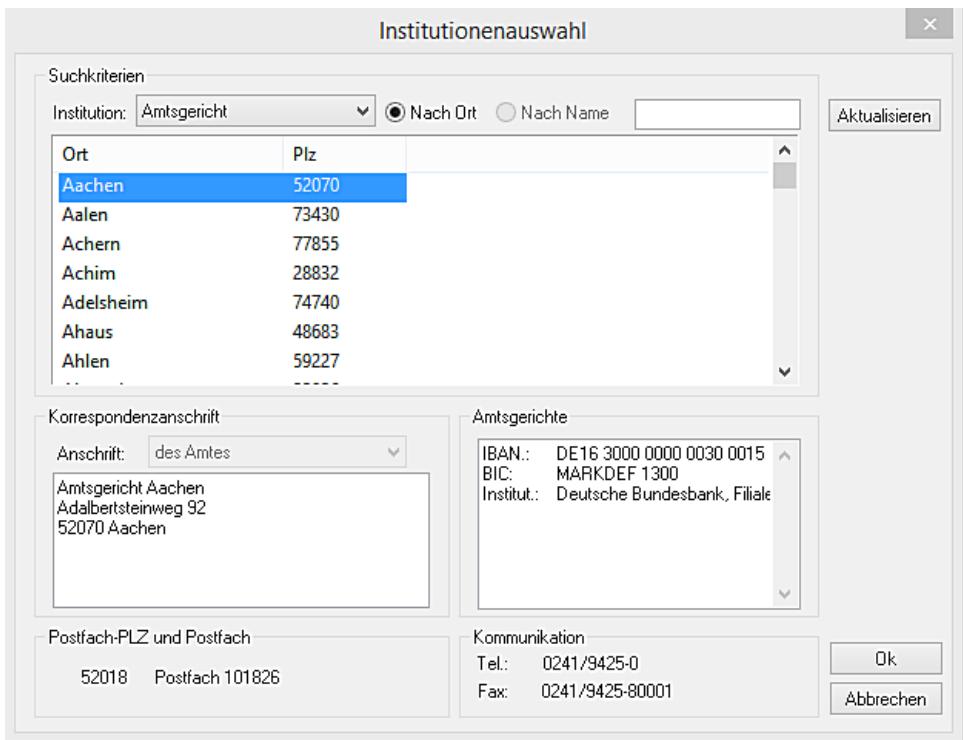 Institutionenauswahl
Suchkriterien
Institution: Amtsgericht Nach Ort Nach Name
Aktualisieren
Ort Plz
Aachen 52070
Aalen 73430
Achern 77855
Achim 28832
Adelsheim 74740
Ahaus 48683
Ahlen 59227
Korrespondenzanschrift
Anschrift: des Amtes
Amtsgericht Aachen
Adalbertsteinweg 92
52070 Aachen
Amtsgerichte
IBAN.: DE16 3000 0000 0030 0015
BIC: MARKDEF 1300
Institut.: Deutsche Bundesbank, Filiale
Postfach-PLZ und Postfach
52018 Postfach 101826
Kommunikation
Tel.: 0241/9425-0
Fax: 0241/9425-80001
Ok
Abbrechen